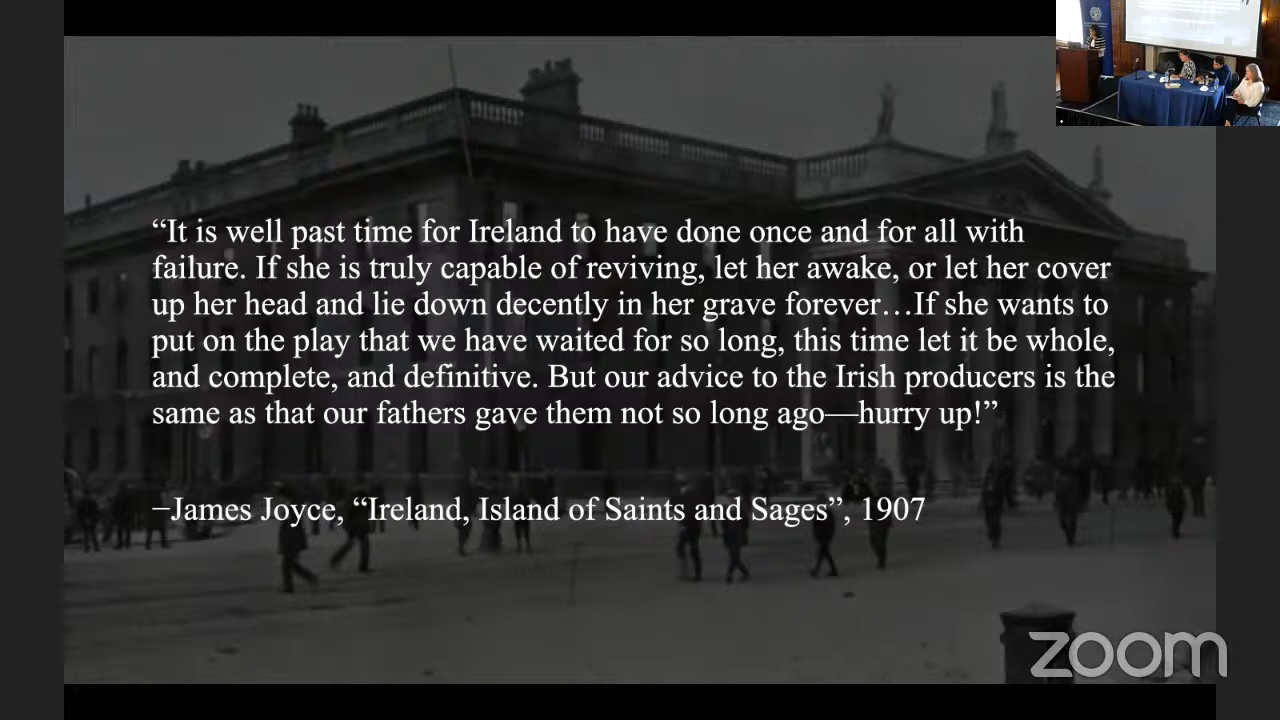 “It is well past time for Ireland to have done once and for all with
failure. If she is truly capable of reviving, let her awake, or let her cover
up her head and lie down decently in her grave forever…If she wants to
put on the play that we have waited for so long, this time let it be whole,
and complete, and definitive. But our advice to the Irish producers is the
same as that our fathers gave them not so long ago—hurry up!”
–James Joyce, “Ireland, Island of Saints and Sages”, 1907
zoom